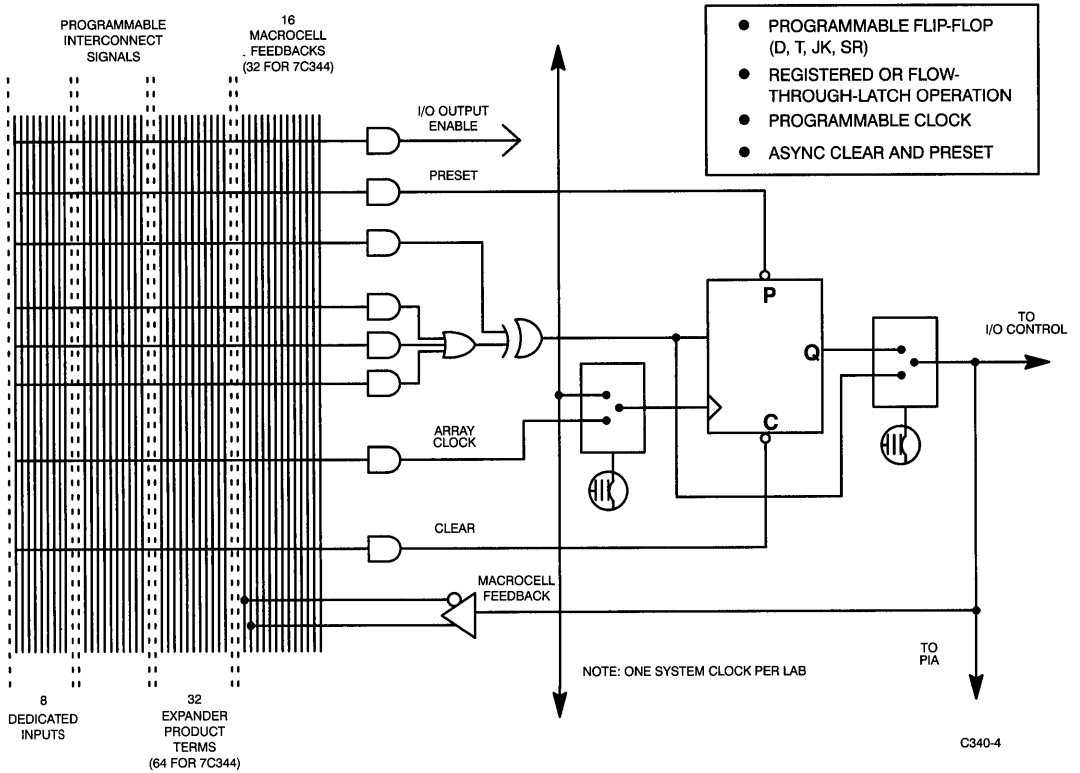 PROGRAMMABLE
INTERCONNECT
SIGNALS
16
MACROCELL
FEEDBACKS
(32 FOR 7C344)
PROGRAMMABLE FLIP-FLOP
(D, T, JK, SR)
REGISTERED OR FLOW-
THROUGH-LATCH OPERATION
PROGRAMMABLE CLOCK
ASYNC CLEAR AND PRESET
I/O OUTPUT
ENABLE
PRESET
P
Q
C
TO
I/O CONTROL
ARRAY
CLOCK
CLEAR
MACROCELL
FEEDBACK
NOTE: ONE SYSTEM CLOCK PER LAB
TO
PIA
8
DEDICATED
INPUTS
32
EXPANDER
PRODUCT
TERMS
(64 FOR 7C344)
C340-4